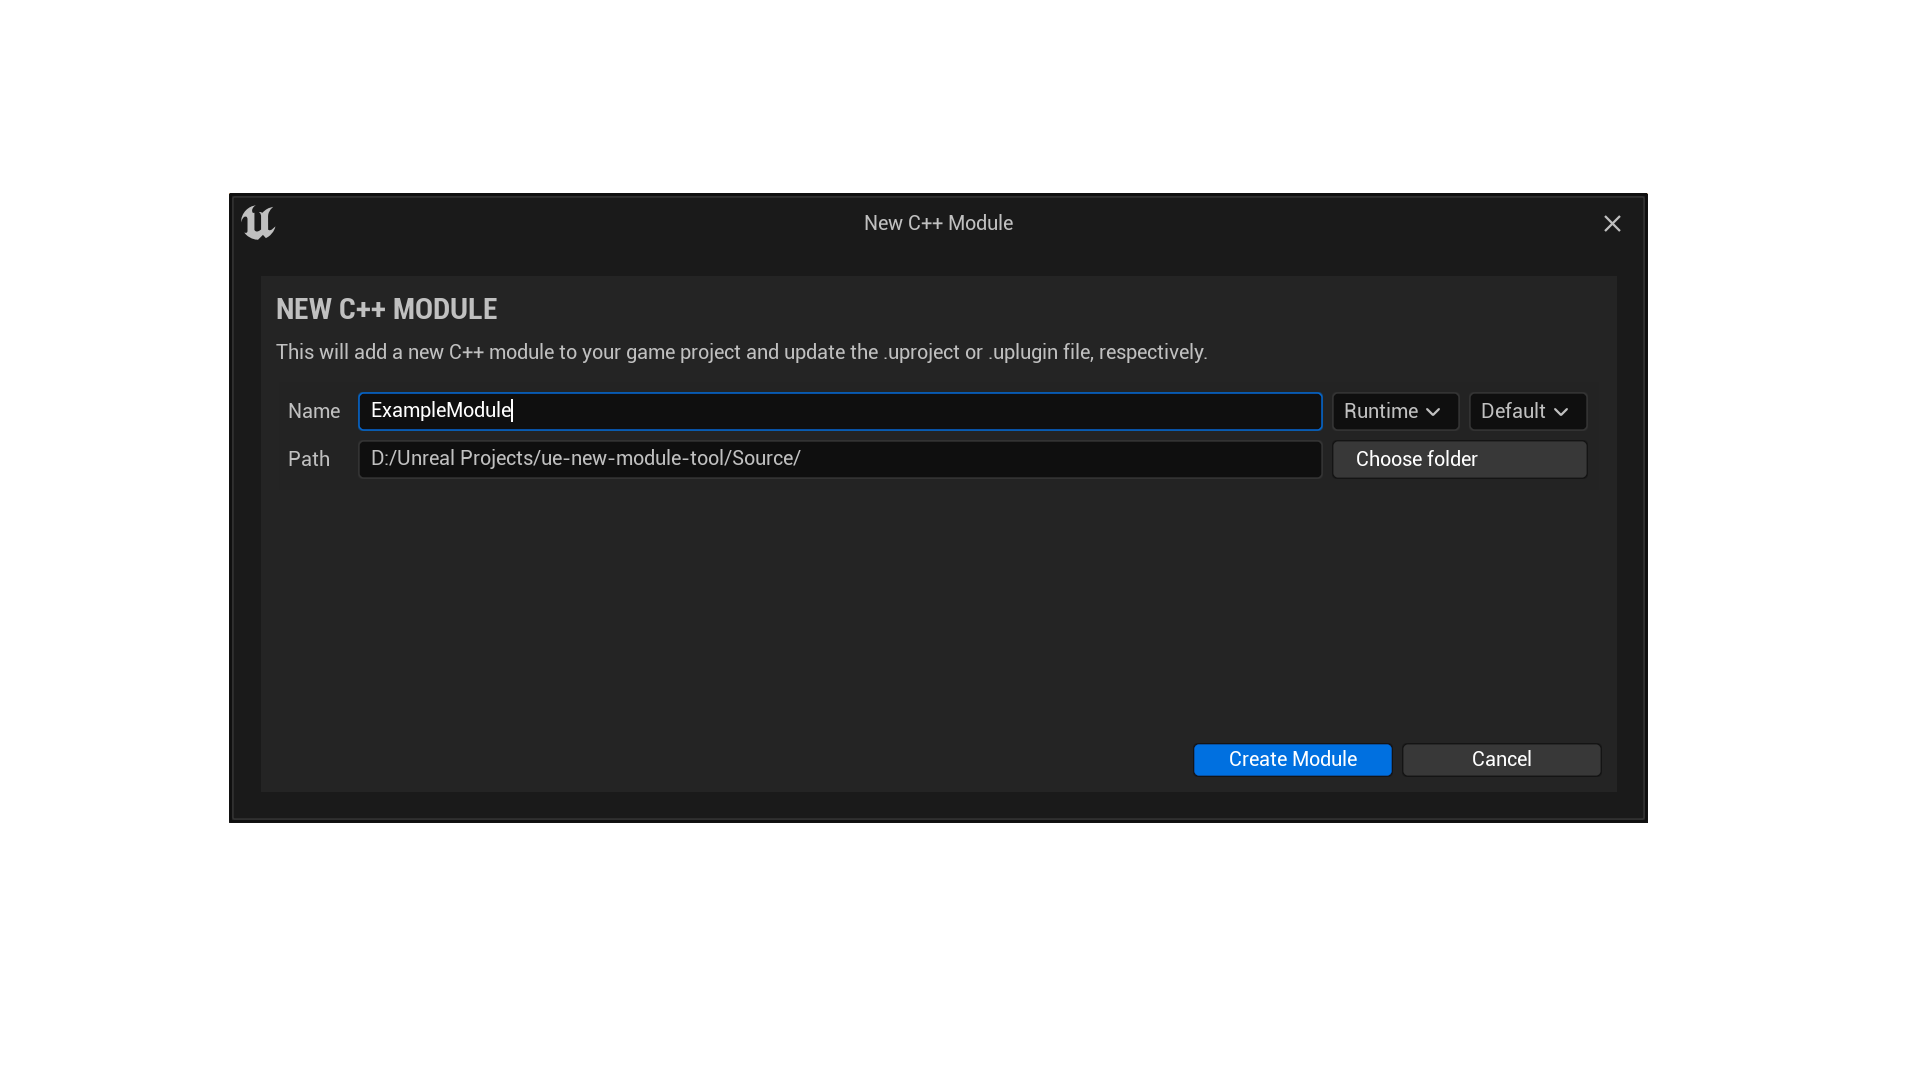 New C++ Module
NEW C++ MODULE
This will add a new C++ module to your game project and update the .uproject or .uplugin file, respectively.
Name ExampleModule Runtime Default
Path D:/Unreal Projects/ue-new-module-tool/Source/ Choose folder
Create Module Cancel